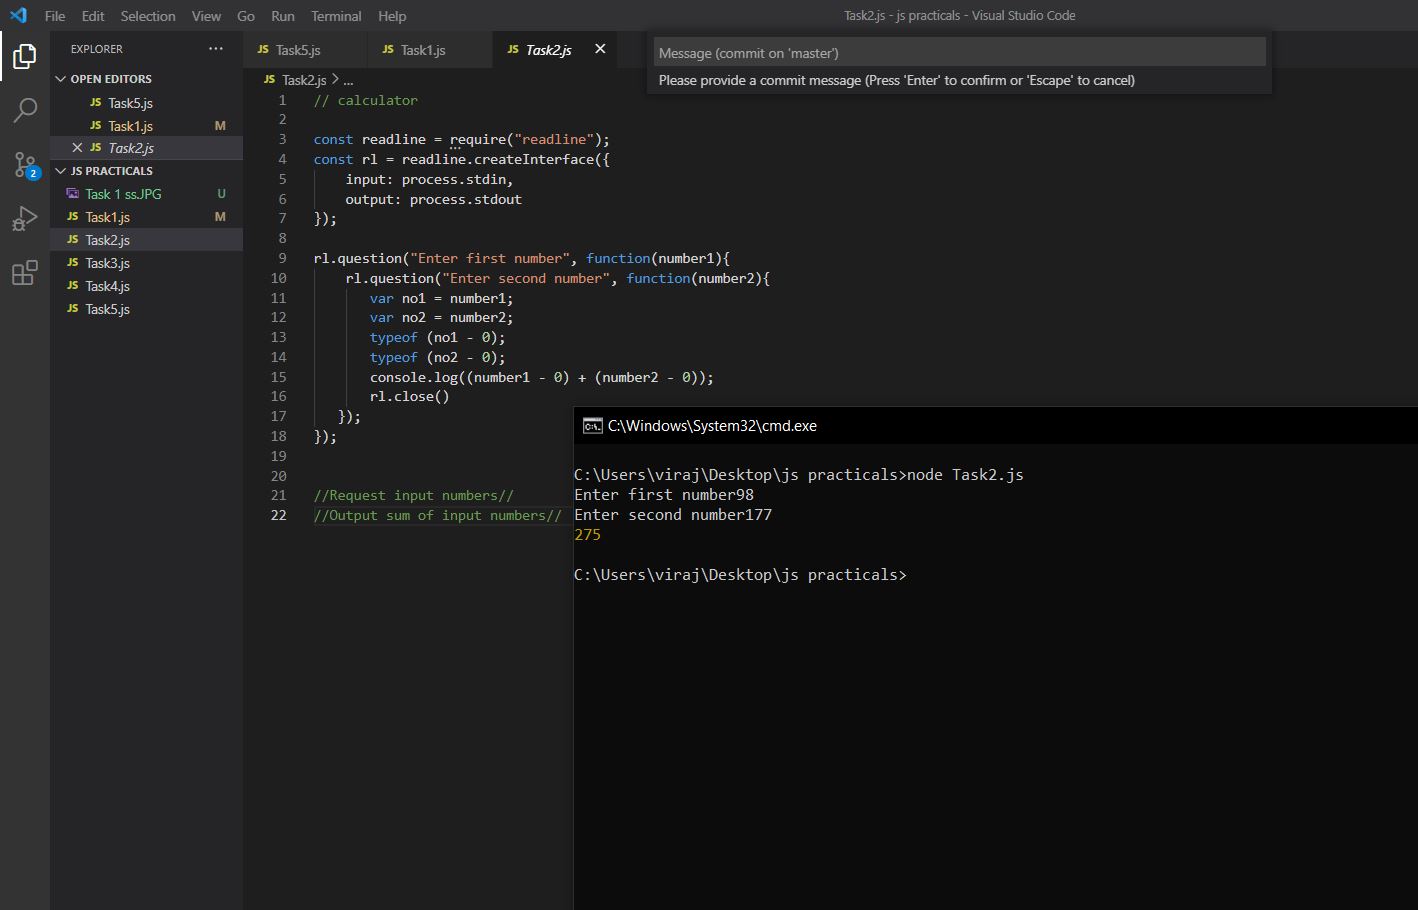 File Edit Selection View Go Run Terminal Help
Task2.js - js practicals - Visual Studio Code
EXPLORER ...
OPEN EDITORS
JS Task5.js
JS Task1.js M
JS Task2.js
JS PRACTICALS
Task 1 ss.JPG U
JS Task1.js M
JS Task2.js
JS Task3.js
JS Task4.js
JS Task5.js
2
JS Task5.js JS Task1.js JS Task2.js
Message (commit on 'master')
Please provide a commit message (Press 'Enter' to confirm or 'Escape' to cancel)
JS Task2.js > ...
1 // calculator
2
3 const readline = require("readline");
4 const rl = readline.createInterface({
5 input: process.stdin,
6 output: process.stdout
7 });
8
9 rl.question("Enter first number", function(number1){
10 rl.question("Enter second number", function(number2){
11 var no1 = number1;
12 var no2 = number2;
13 typeof (no1 - 0);
14 typeof (no2 - 0);
15 console.log((number1 - 0) + (number2 - 0));
16 rl.close()
17 });
18 });
19
20
21 //Request input numbers//
22 //Output sum of input numbers//
C:\Windows\System32\cmd.exe
C:\Users\viraj\Desktop\js practicals>node Task2.js
Enter first number98
Enter second number177
275
C:\Users\viraj\Desktop\js practicals>